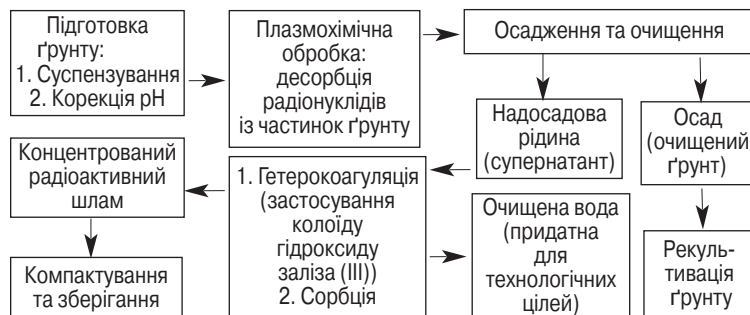 Підготовка
ґрунту:
1. Суспензування
2. Корекція pH
Плазмохімічна
обробка:
десорбція
радіонуклідів
із частинок ґрунту
Осадження та очищення
Надосадова
рідина
(супернатант)
Осад
(очищений
ґрунт)
Концентрований
радіоактивний
шлам
1. Гетерокоагуляція
(застосування
колоїду
гідроксиду
заліза (III))
2. Сорбція
Очищена вода
(придатна
для
технологічних
цілей)
Рекуль-
тивація
ґрунту
Компактування
та зберігання